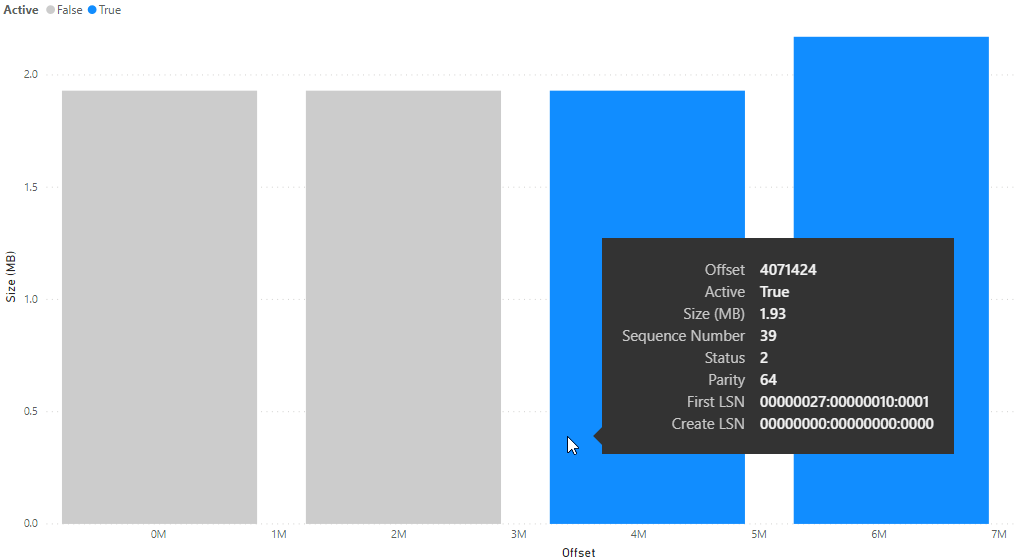 Active False True
2.0
1.5
1.0
0.5
0.0
Size (MB)
Offset 4071424
Active True
Size (MB) 1.93
Sequence Number 39
Status 2
Parity 64
First LSN 00000027:00000010:0001
Create LSN 00000000:00000000:0000
0M 1M 2M 3M 4M 5M 6M 7M
Offset